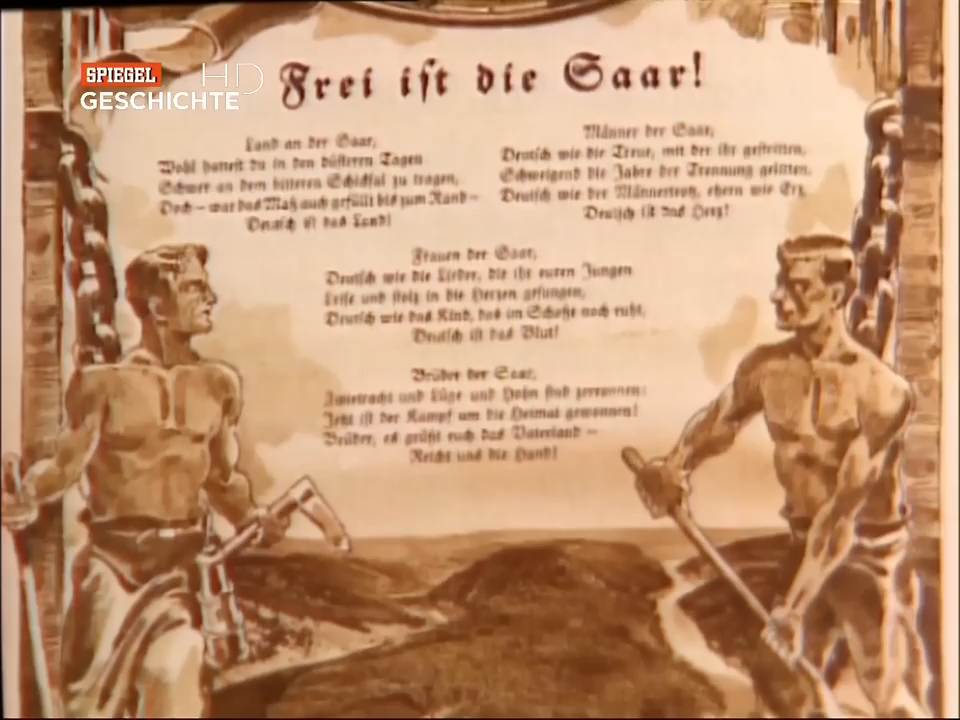 SPIEGEL
GESCHICHTE
HD
Frei ist die Saar!
Land an der Saar,
Wohl hattest du in den düsteren Tagen
Schwer an dem bitteren Schicksal zu tragen,
Doch – war das Maß auch gefüllt bis zum Rand –
Deutsch ist das Land!
Männer der Saar,
Deutsch wie die Treue, mit der ihr gestritten,
Schweigend die Jahre der Trennung gelitten,
Deutsch wie der Männertrotz, ehern wie Erz,
Deutsch ist das Herz!
Frauen der Saar,
Deutsch wie die Lieder, die ihr euren Jungen
Leise und stolz in die Herzen gesungen,
Deutsch wie das Kind, das im Schoße noch ruht,
Deutsch ist das Blut!
Brüder der Saar,
Zwietracht und Lüge und Hohn sind zerronnen:
Jetzt ist der Kampf um die Heimat gewonnen!
Brüder, es grüßt euch das Vaterland –
Reicht uns die Hand!